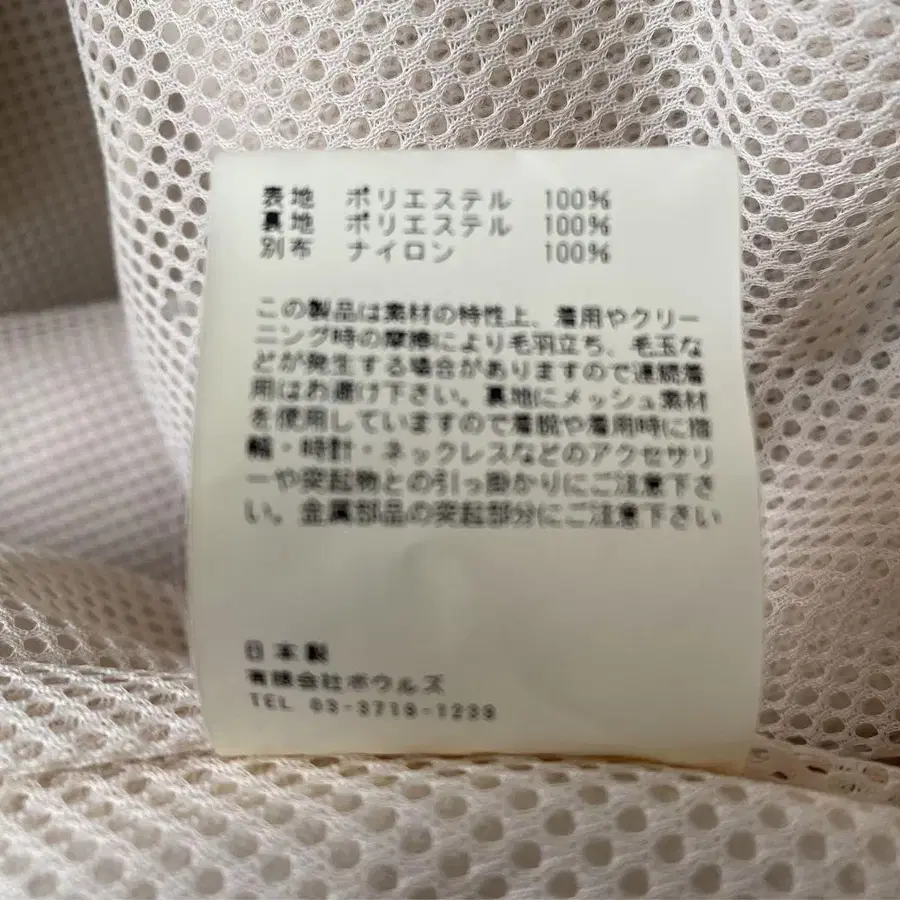 表地 ポリエステル 100%
裏地 ポリエステル 100%
別布 ナイロン 100%
この製品は素材の特性上、着用やクリー
ニング時の摩擦により毛羽立ち、毛玉な
どが発生する場合がありますので連続着
用はお避け下さい。裏地にメッシュ素材
を使用していますので着脱や着用時に指
輪・時計・ネックレスなどのアクセサリ
ーや突起物との引っ掛かりにご注意下さ
い。金属部品の突起部分にご注意下さい
日本製
有限会社ボウルズ
TEL 03-3719-1239